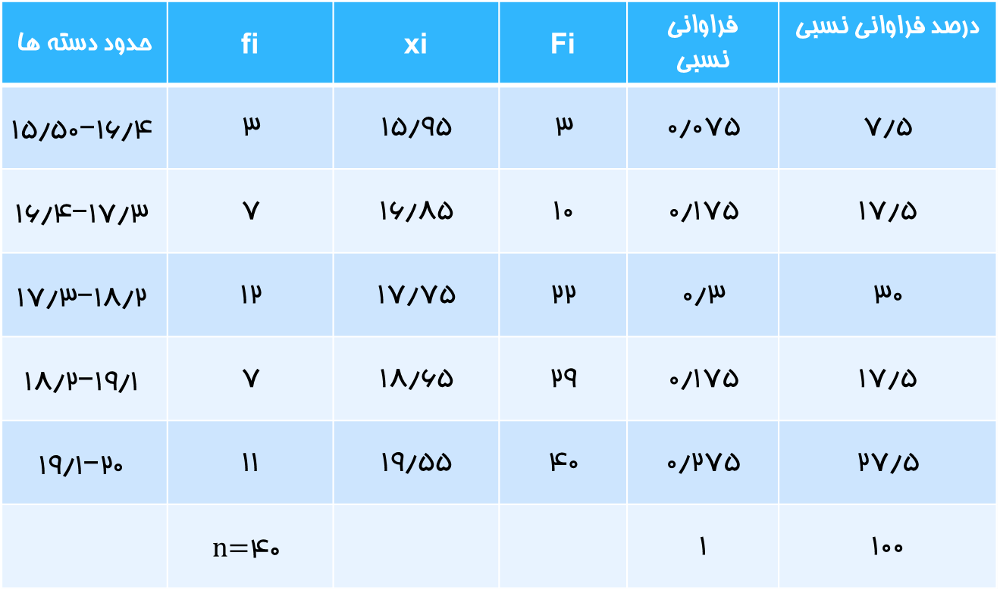 حدود دسته ها fi xi Fi فراوانی نسبی درصد فراوانی نسبی
۱۵/۵۰-۱۶/۴ ۳ ۱۵/۹۵ ۳ ۰/۰۷۵ ۷/۵
۱۶/۴-۱۷/۳ ۷ ۱۶/۸۵ ۱۰ ۰/۱۷۵ ۱۷/۵
۱۷/۳-۱۸/۲ ۱۲ ۱۷/۷۵ ۲۲ ۰/۳ ۳۰
۱۸/۲-۱۹/۱ ۷ ۱۸/۶۵ ۲۹ ۰/۱۷۵ ۱۷/۵
۱۹/۱-۲۰ ۱۱ ۱۹/۵۵ ۴۰ ۰/۲۷۵ ۲۷/۵
n=۴۰ ۱ ۱۰۰